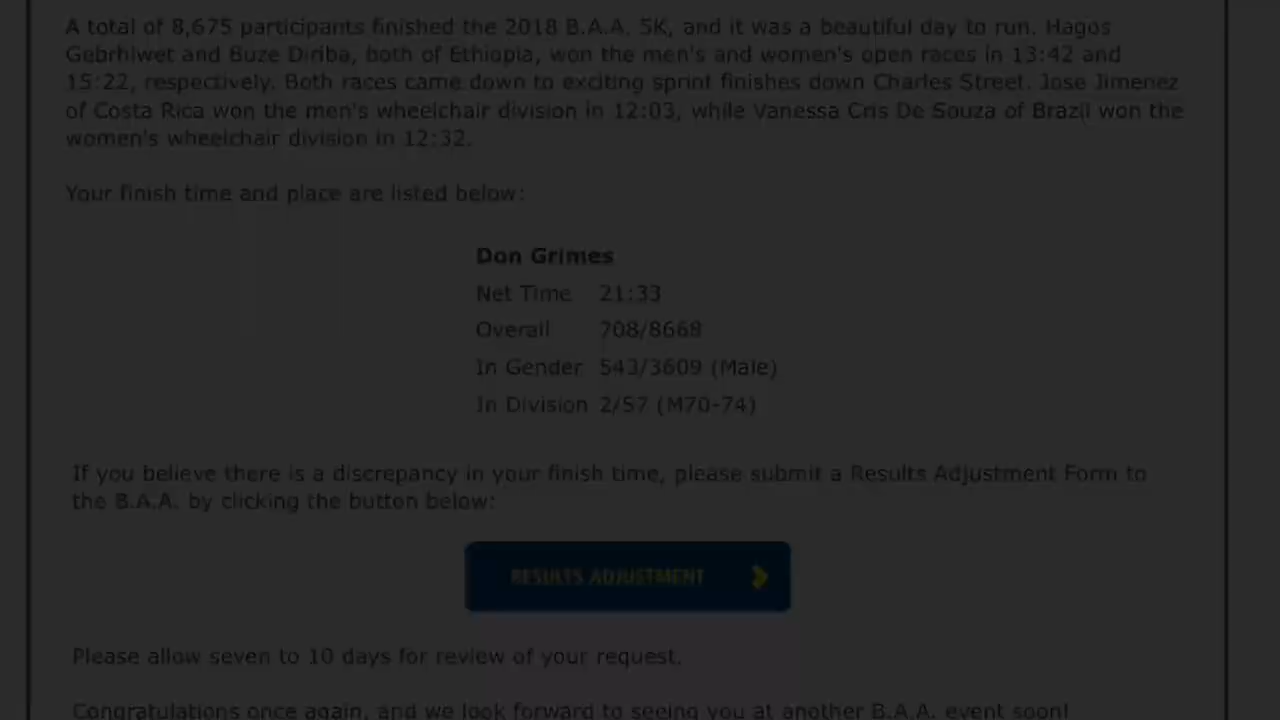 A total of 8,675 participants finished the 2018 B.A.A. 5K, and it was a beautiful day to run. Hagos
Gebrhiwet and Buze Diriba, both of Ethiopia, won the men's and women's open races in 13:42 and
15:22, respectively. Both races came down to exciting sprint finishes down Charles Street. Jose Jimenez
of Costa Rica won the men's wheelchair division in 12:03, while Vanessa Cris De Souza of Brazil won the
women's wheelchair division in 12:32.
Your finish time and place are listed below:
Don Grimes
Net Time 21:33
Overall 708/8668
In Gender 543/3609 (Male)
In Division 2/57 (M70-74)
If you believe there is a discrepancy in your finish time, please submit a Results Adjustment Form to
the B.A.A. by clicking the button below:
RESULTS ADJUSTMENT
Please allow seven to 10 days for review of your request.
Congratulations once again, and we look forward to seeing you at another B.A.A. event soon!